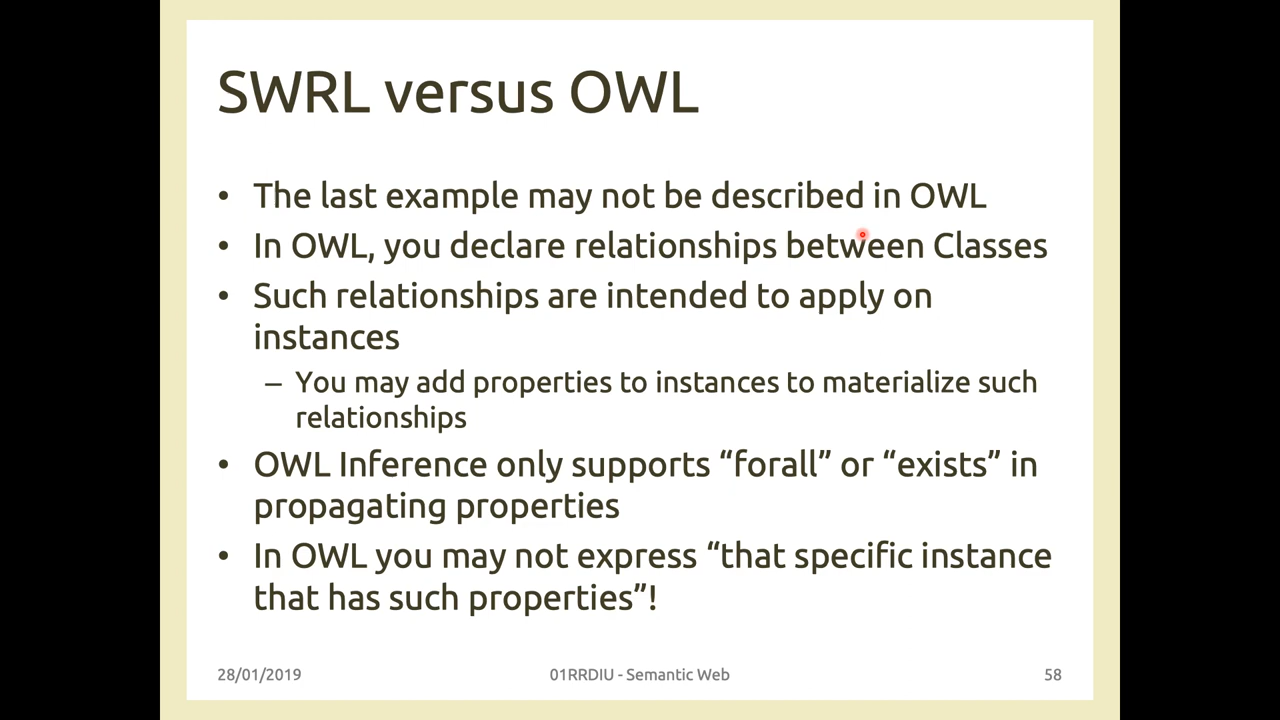 SWRL versus OWL
• The last example may not be described in OWL
• In OWL, you declare relationships between Classes
• Such relationships are intended to apply on
instances
– You may add properties to instances to materialize such
relationships
• OWL Inference only supports “forall” or “exists” in
propagating properties
• In OWL you may not express “that specific instance
that has such properties”!
28/01/2019 01RRDIU - Semantic Web 58